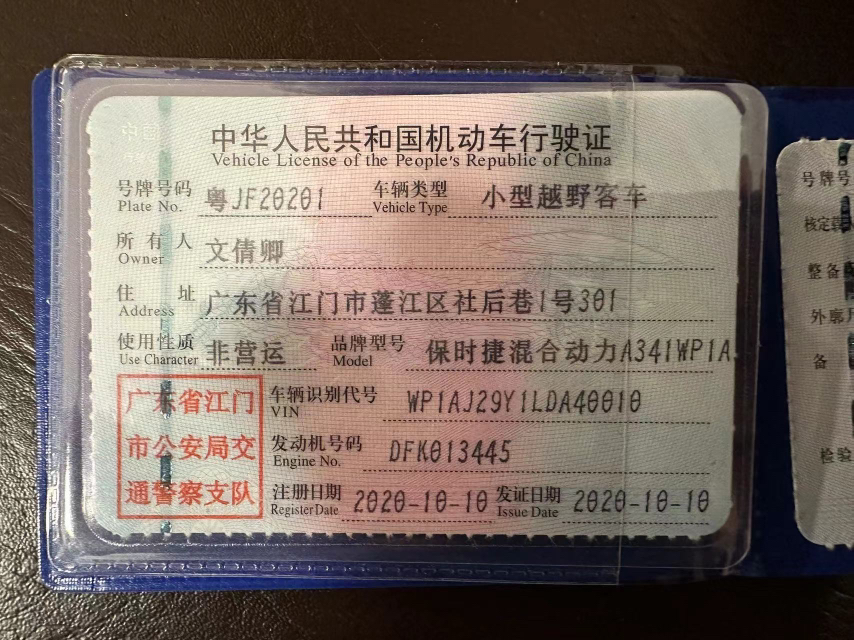 中华人民共和国机动车行驶证
Vehicle License of the People's Republic of China
号牌号码 粤JF20201 车辆类型 小型越野客车
Plate No. Vehicle Type
所有人 文倩卿
Owner
住址 广东省江门市蓬江区社后巷1号301
Address
使用性质 非营运 品牌型号 保时捷混合动力A341WP1A
Use Character Model
广东省江门
市公安局交
通警察支队
车辆识别代号 WP1AJ29Y1LDA40010
VIN
发动机号码 DFK013445
Engine No.
注册日期 2020-10-10 发证日期 2020-10-10
Register Date Issue Date
号牌号
核定载
整备
外廓
备
检验